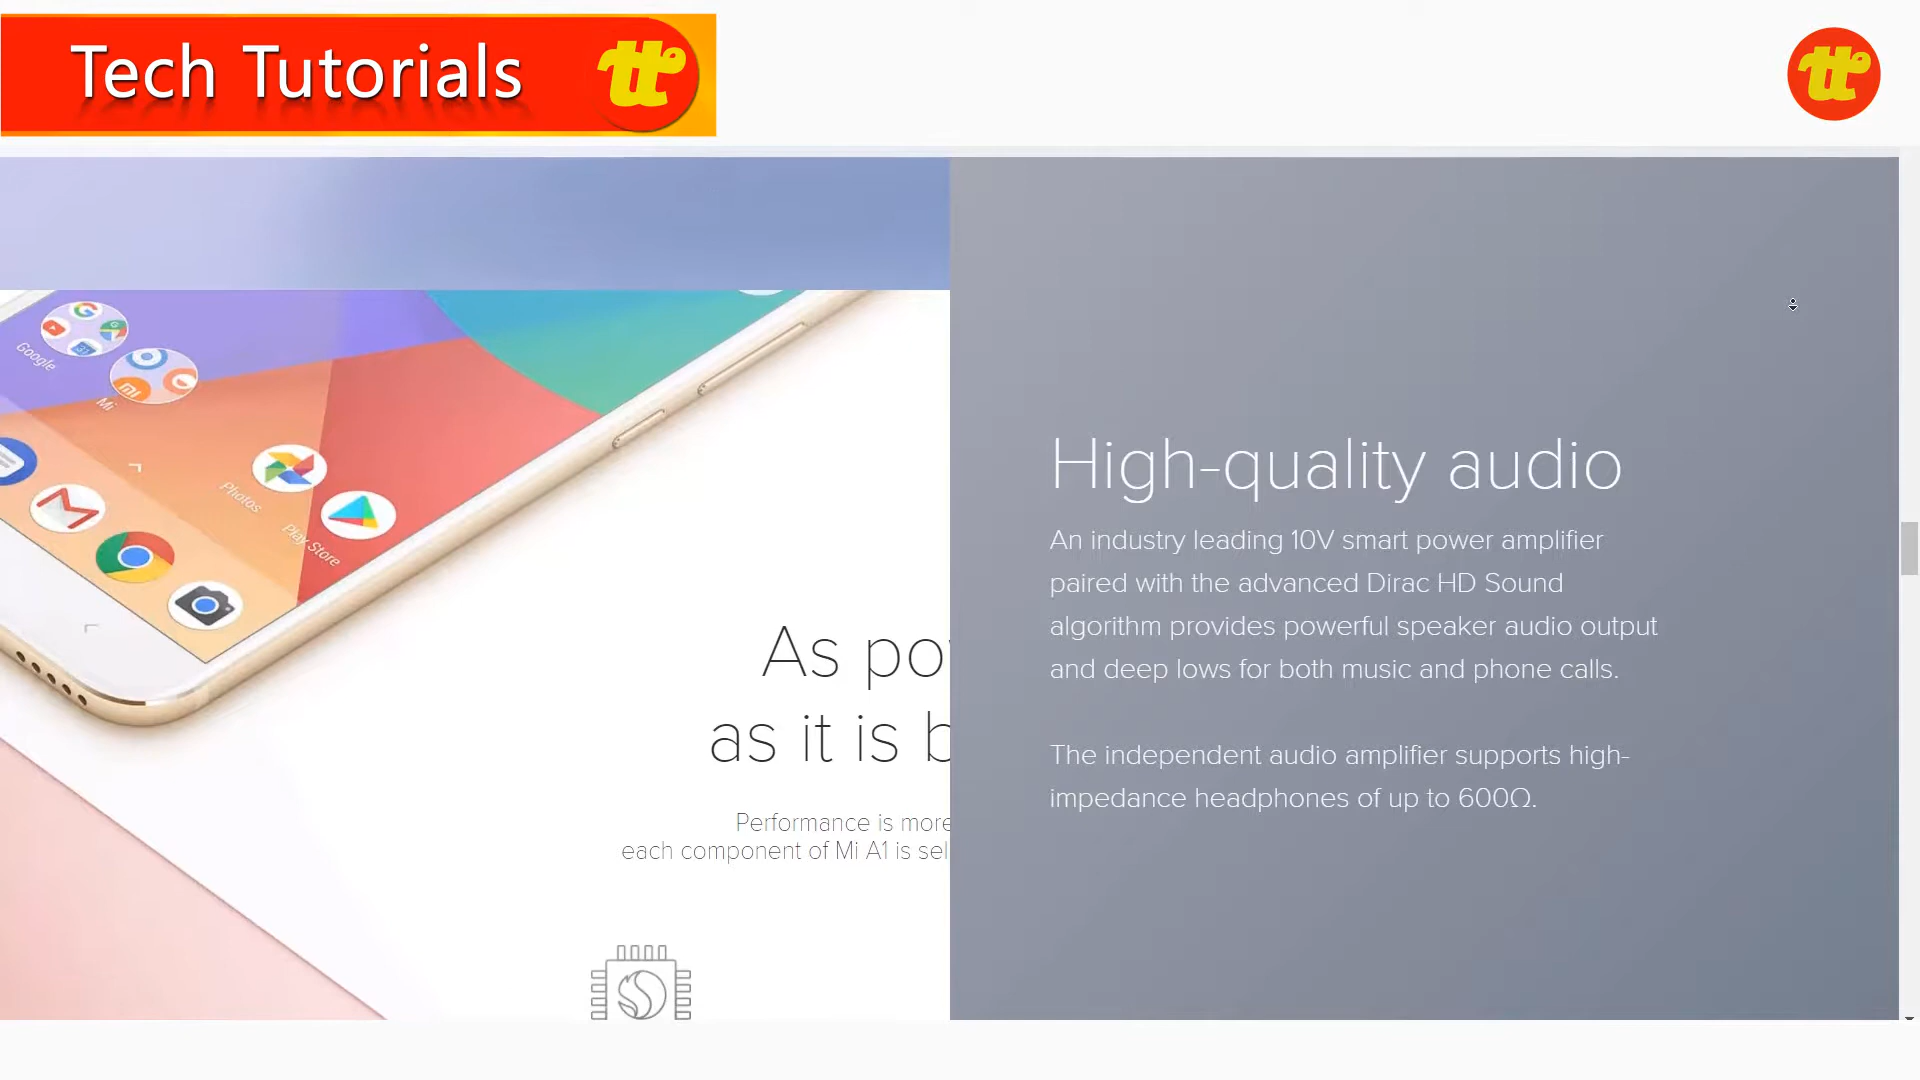 Tech Tutorials
tt
tt
Google
Mi
Photos
Play Store
As po
as it is b
Performance is more
each component of Mi A1 is sel
High-quality audio
An industry leading 10V smart power amplifier
paired with the advanced Dirac HD Sound
algorithm provides powerful speaker audio output
and deep lows for both music and phone calls.
The independent audio amplifier supports high-
impedance headphones of up to 600Ω.